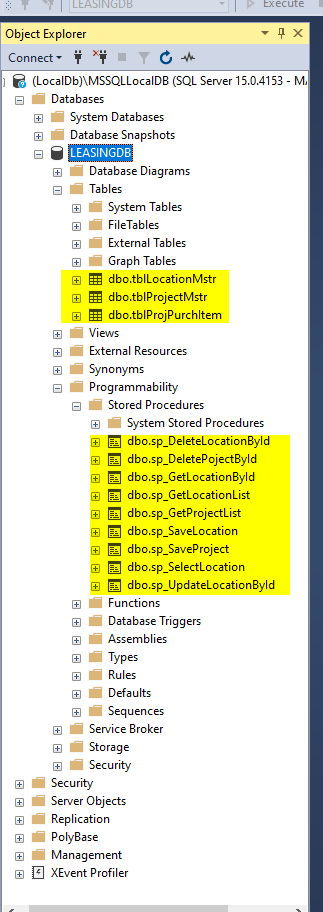 LEASINGDB
Execute
Object Explorer
Connect
(LocalDb)\MSSQLLocalDB (SQL Server 15.0.4153 - MA
Databases
System Databases
Database Snapshots
LEASINGDB
Database Diagrams
Tables
System Tables
FileTables
External Tables
Graph Tables
dbo.tblLocationMstr
dbo.tblProjectMstr
dbo.tblProjPurchItem
Views
External Resources
Synonyms
Programmability
Stored Procedures
System Stored Procedures
dbo.sp_DeleteLocationById
dbo.sp_DeletePojectById
dbo.sp_GetLocationById
dbo.sp_GetLocationList
dbo.sp_GetProjectList
dbo.sp_SaveLocation
dbo.sp_SaveProject
dbo.sp_SelectLocation
dbo.sp_UpdateLocationById
Functions
Database Triggers
Assemblies
Types
Rules
Defaults
Sequences
Service Broker
Storage
Security
Security
Server Objects
Replication
PolyBase
Management
XEvent Profiler